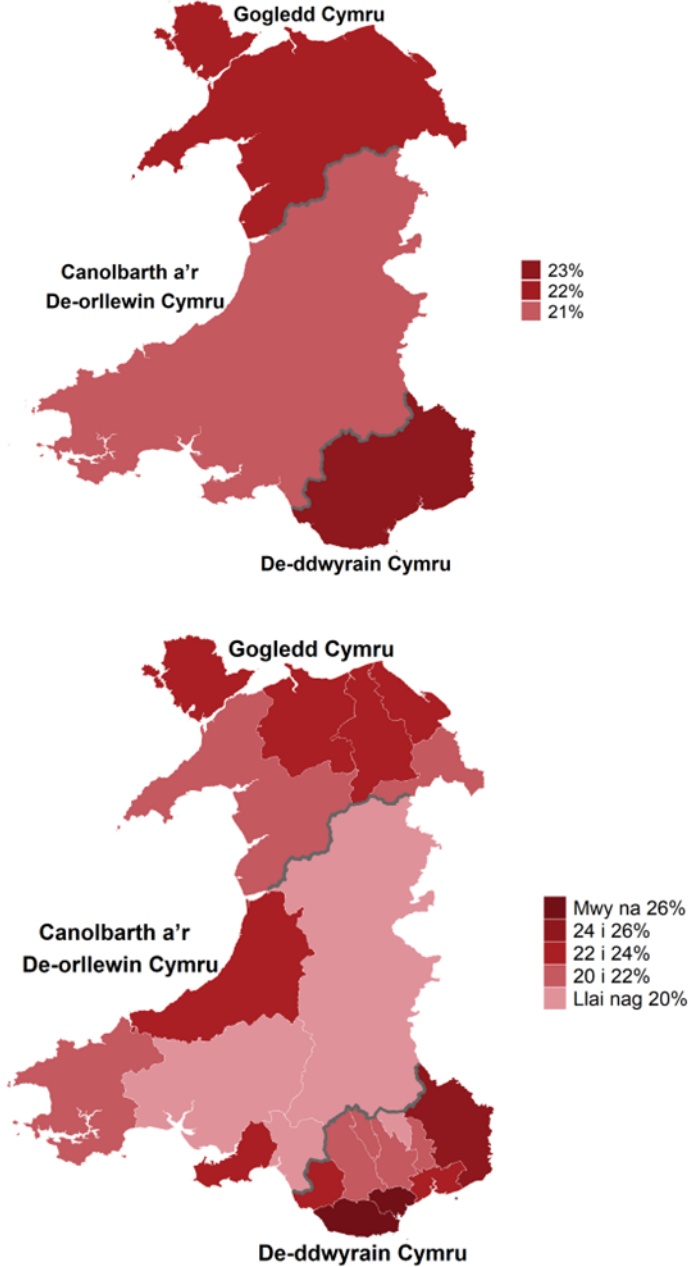 Gogledd Cymru
Canolbarth a'r
De-orllewin Cymru
23%
22%
21%
De-ddwyrain Cymru
Gogledd Cymru
Canolbarth a'r
De-orllewin Cymru
Mwy na 26%
24 i 26%
22 i 24%
20 i 22%
Llai nag 20%
De-ddwyrain Cymru